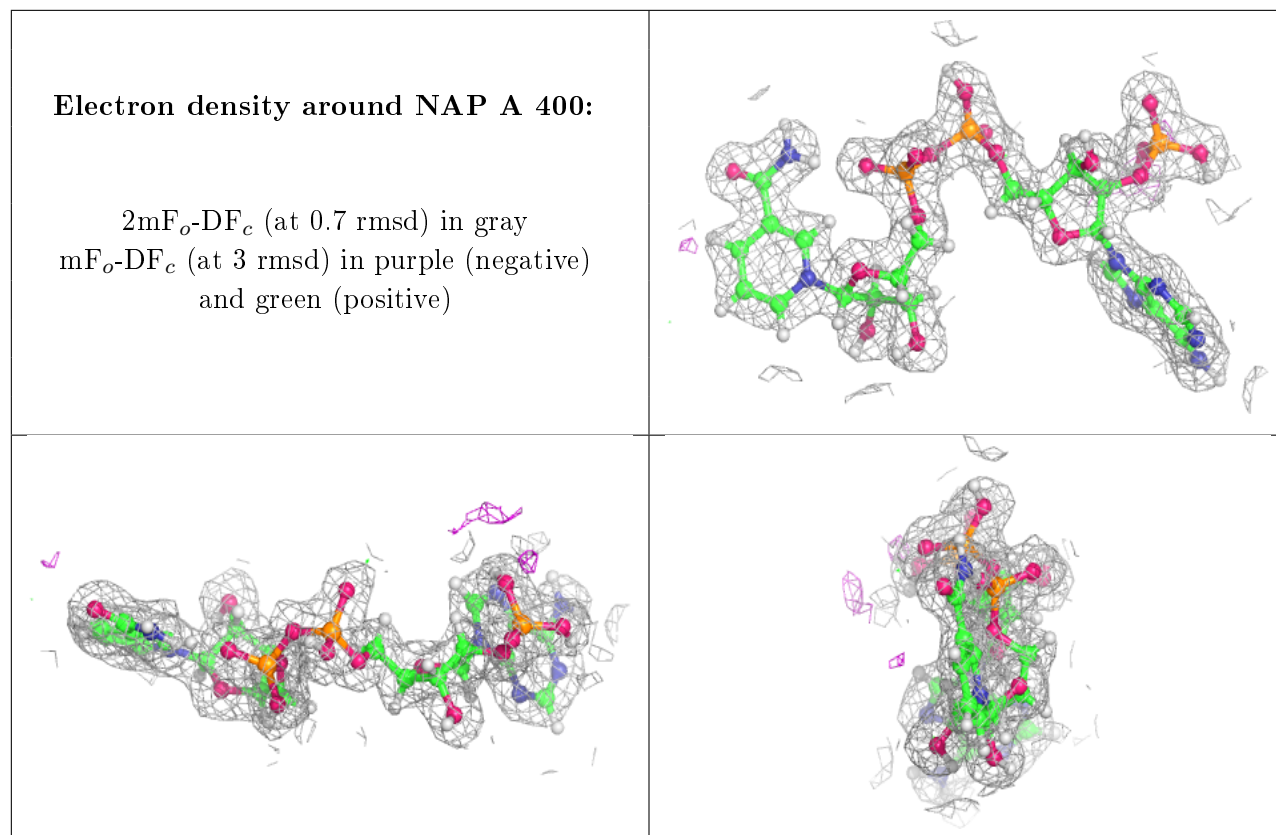 Electron density around NAP A 400:
2mFo-DFc (at 0.7 rmsd) in gray
mFo-DFc (at 3 rmsd) in purple (negative)
and green (positive)